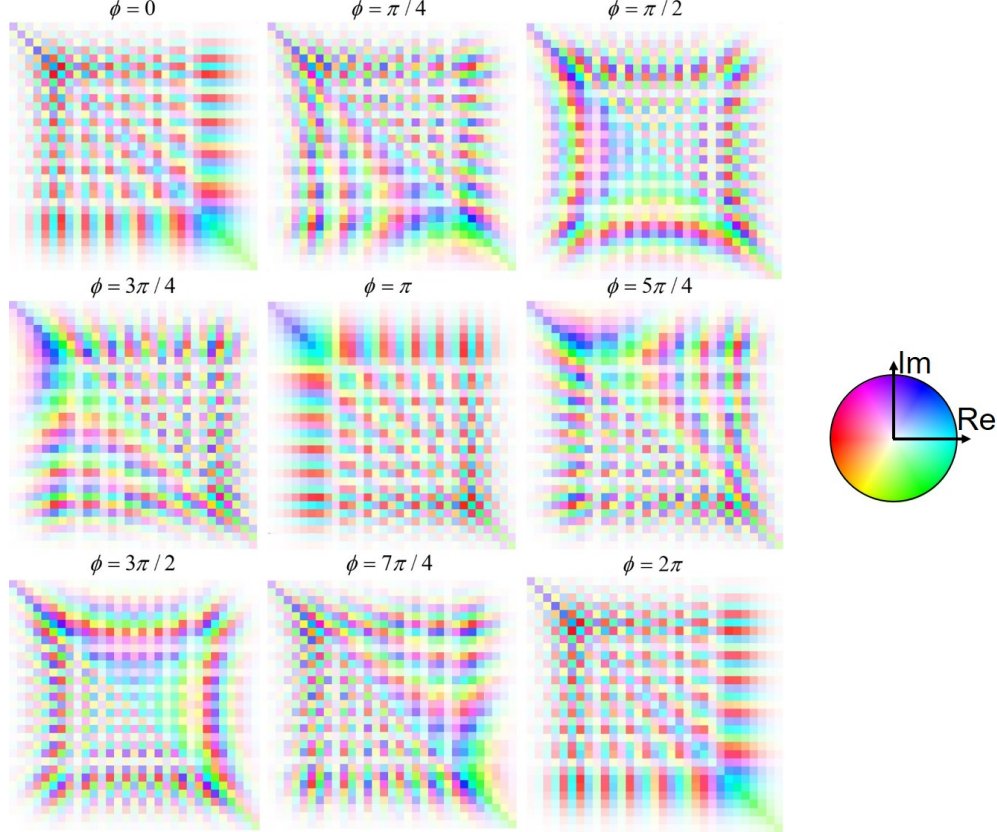 ϕ = 0
ϕ = π / 4
ϕ = π / 2
ϕ = 3π / 4
ϕ = π
ϕ = 5π / 4
Im
Re
ϕ = 3π / 2
ϕ = 7π / 4
ϕ = 2π